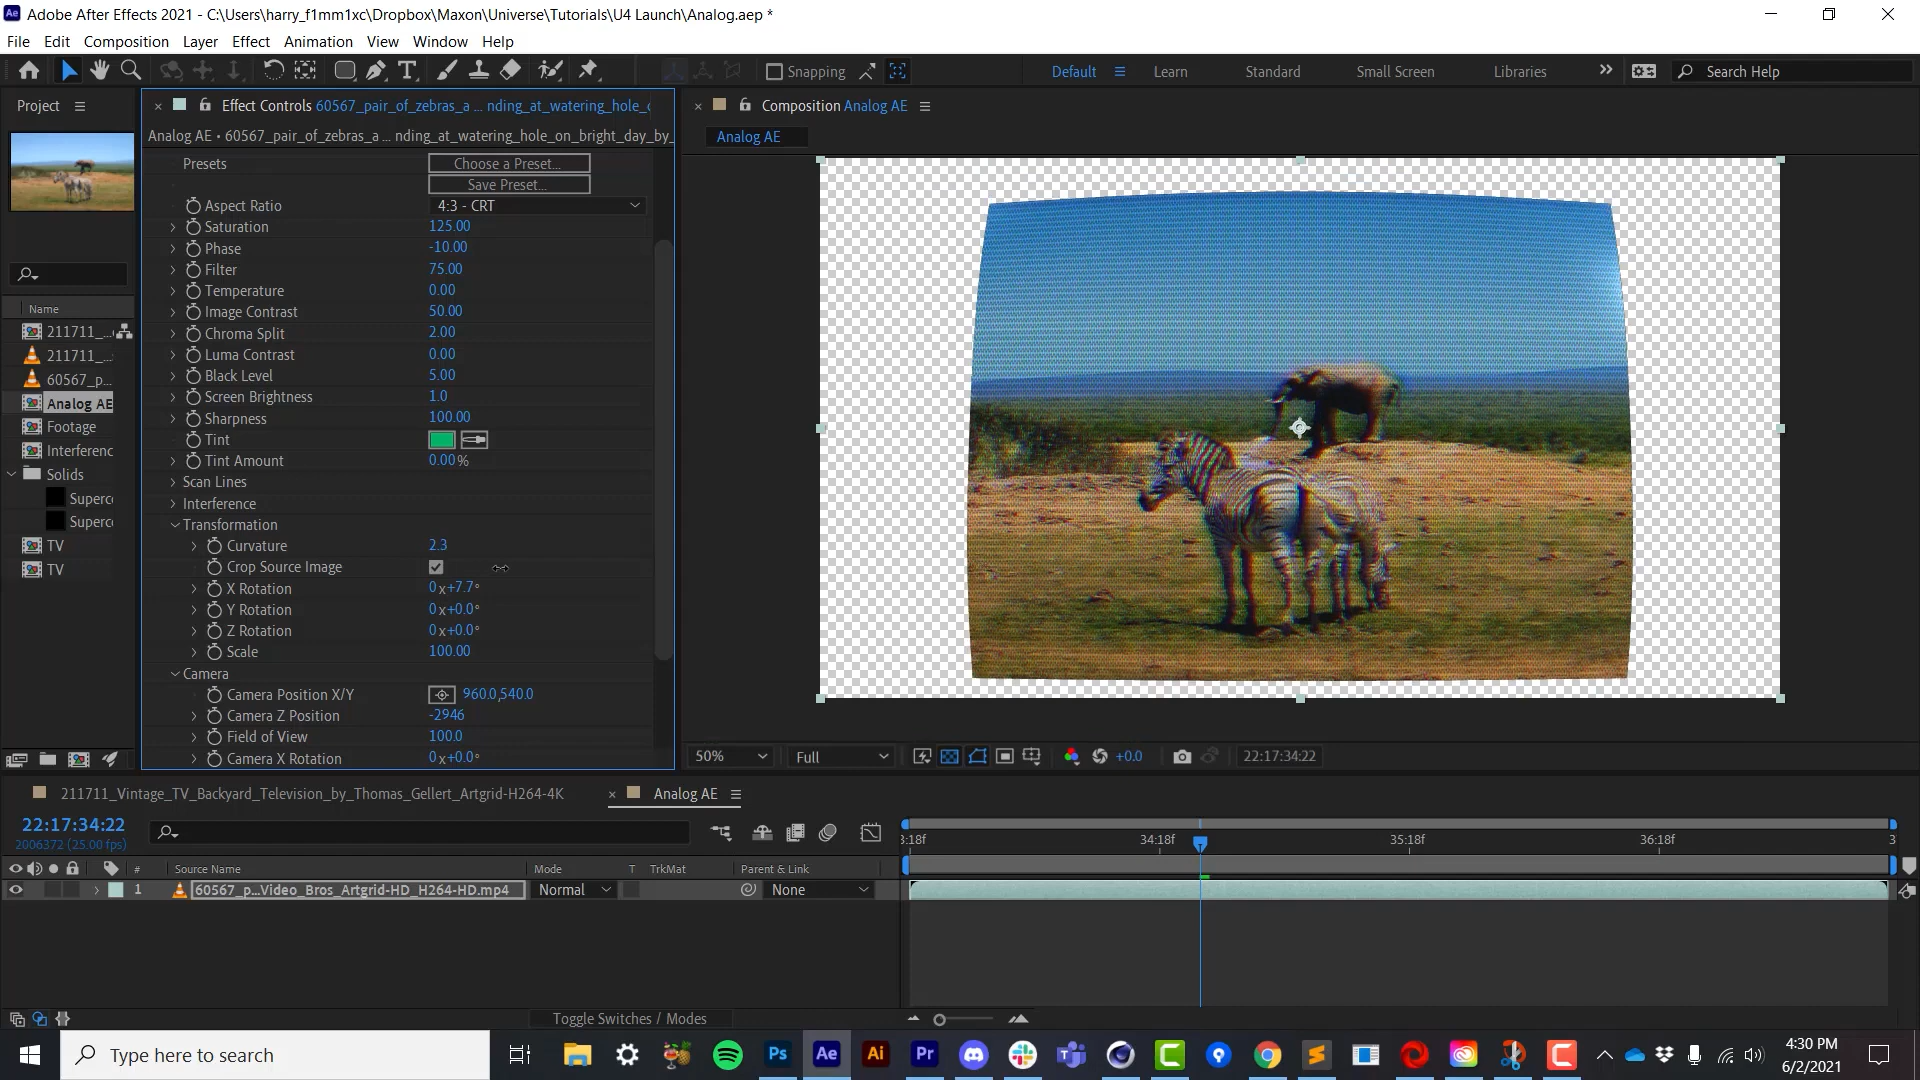 Adobe After Effects 2021 - C:\Users\harry_f1mm1xc\Dropbox\Maxon\Universe\Tutorials\U4 Launch\Analog.aep *
File Edit Composition Layer Effect Animation View Window Help
Snapping Default Learn Standard Small Screen Libraries Search Help
Project
Name
211711_...
211711_...
60567_p...
Analog AE
Footage
Interferenc
Solids
Superco
Superco
TV
TV
Effect Controls 60567_pair_of_zebras_a ... nding_at_watering_hole_
Analog AE • 60567_pair_of_zebras_a ... nding_at_watering_hole_on_bright_day_by_
Presets Choose a Preset...
Save Preset...
Aspect Ratio 4:3 - CRT
Saturation 125.00
Phase -10.00
Filter 75.00
Temperature 0.00
Image Contrast 50.00
Chroma Split 2.00
Luma Contrast 0.00
Black Level 5.00
Screen Brightness 1.0
Sharpness 100.00
Tint
Tint Amount 0.00%
Scan Lines
Interference
Transformation
Curvature 2.3
Crop Source Image
X Rotation 0x+7.7°
Y Rotation 0x+0.0°
Z Rotation 0x+0.0°
Scale 100.00
Camera
Camera Position X/Y 960.0,540.0
Camera Z Position -2946
Field of View 100.0
Camera X Rotation 0x+0.0°
Composition Analog AE
Analog AE
50% Full +0.0 22:17:34:22
211711_Vintage_TV_Backyard_Television_by_Thomas_Gellert_Artgrid-H264-4K Analog AE
22:17:34:22
2006372 (25.00 fps)
3:18f 34:18f 35:18f 36:18f 3
# Source Name Mode T TrkMat Parent & Link
1 60567_p...Video_Bros_Artgrid-HD_H264-HD.mp4 Normal None
Toggle Switches / Modes
Type here to search
Ps Ae Ai Pr
4:30 PM
6/2/2021